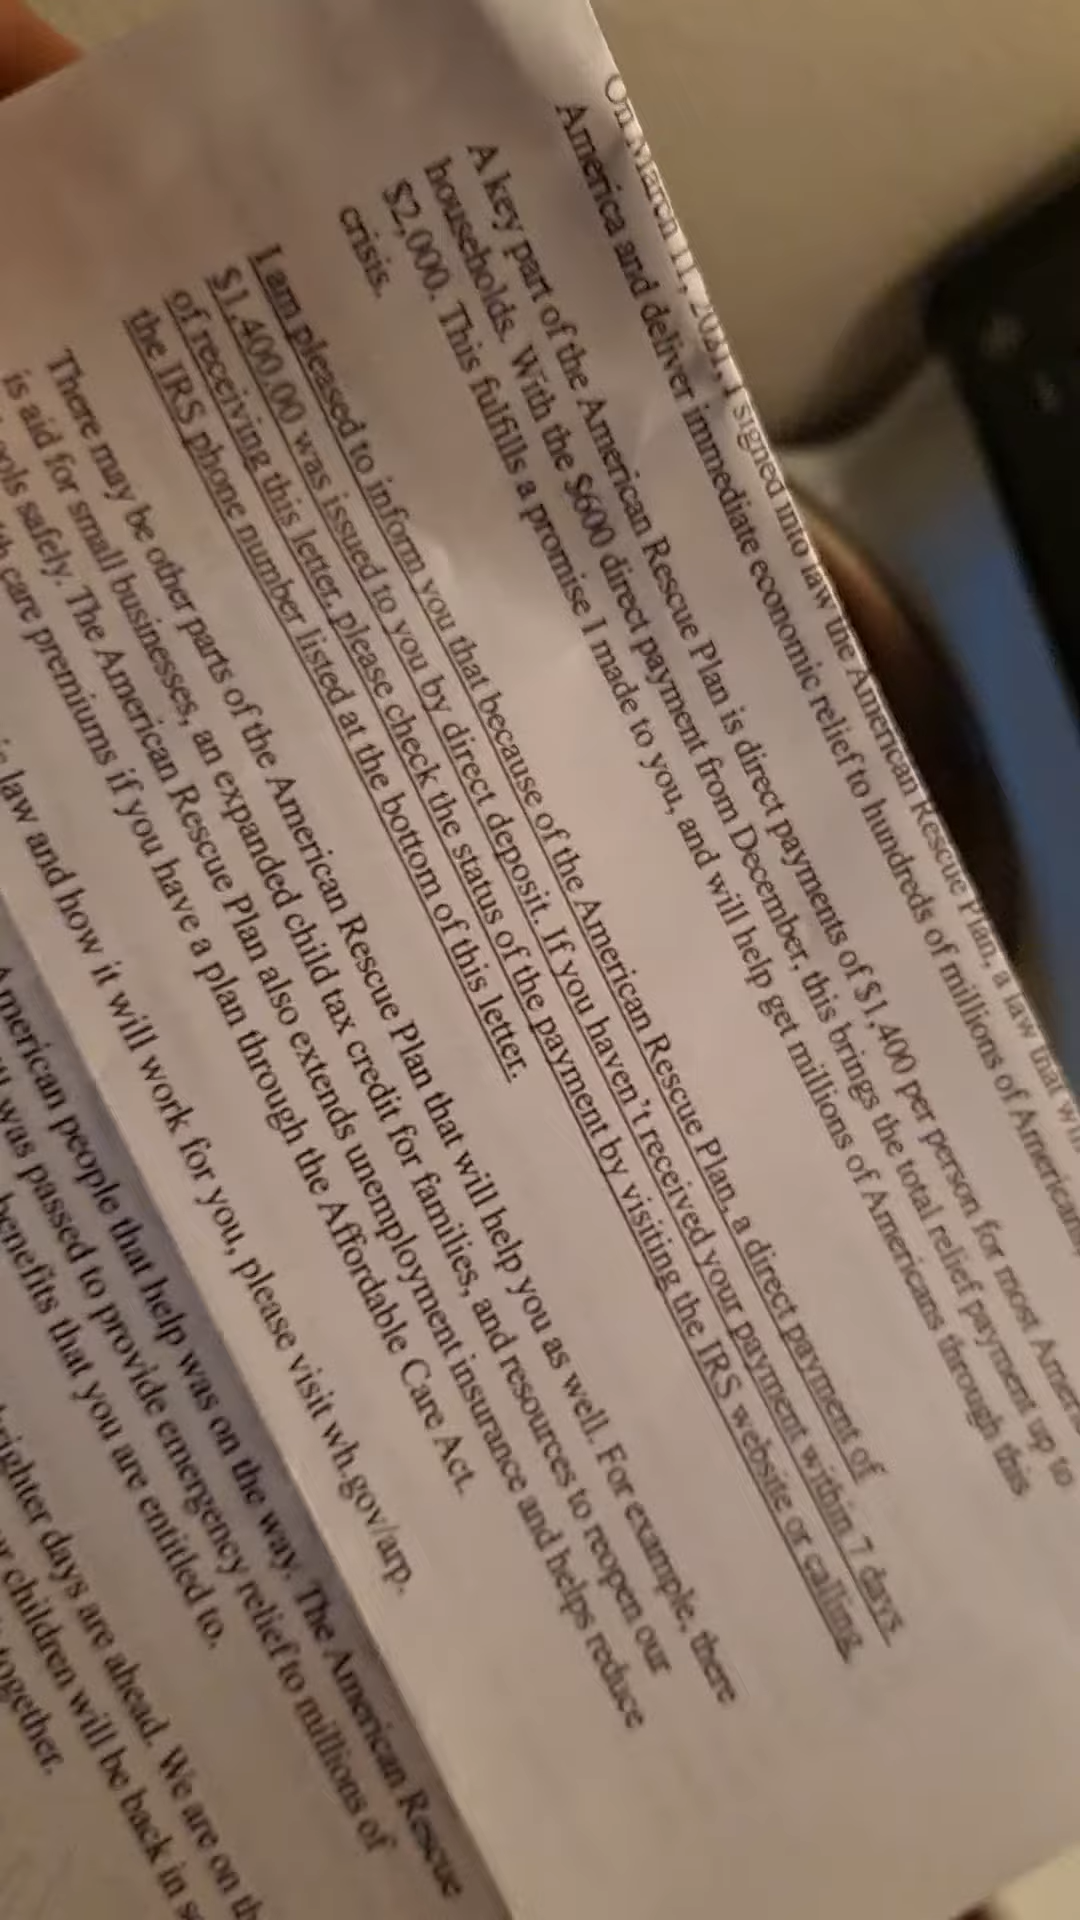 On March 11, 2021, I signed into law the American Rescue Plan, a law that
America and deliver immediate economic relief to hundreds of millions of Americans
A key part of the American Rescue Plan is direct payments of $1,400 per person for most
households. With the $600 direct payment from December, this brings the total relief payment up to
$2,000. This fulfills a promise I made to you, and will help get millions of Americans through this
crisis.
I am pleased to inform you that because of the American Rescue Plan, a direct payment of
$1,400.00 was issued to you by direct deposit. If you haven't received your payment within 7 days
of receiving this letter, please check the status of the payment by visiting the IRS website or calling
the IRS phone number listed at the bottom of this letter.
There may be other parts of the American Rescue Plan that will help you as well. For example, there
is aid for small businesses, an expanded child tax credit for families, and resources to reopen our
safely. The American Rescue Plan also extends unemployment insurance and helps reduce
care premiums if you have a plan through the Affordable Care Act.
law and how it will work for you, please visit wh.gov/arp.
American people that help was on the way. The American Rescue
was passed to provide emergency relief to millions of
benefits that you are entitled to.
brighter days are ahead. We are on
children will be back in
together.